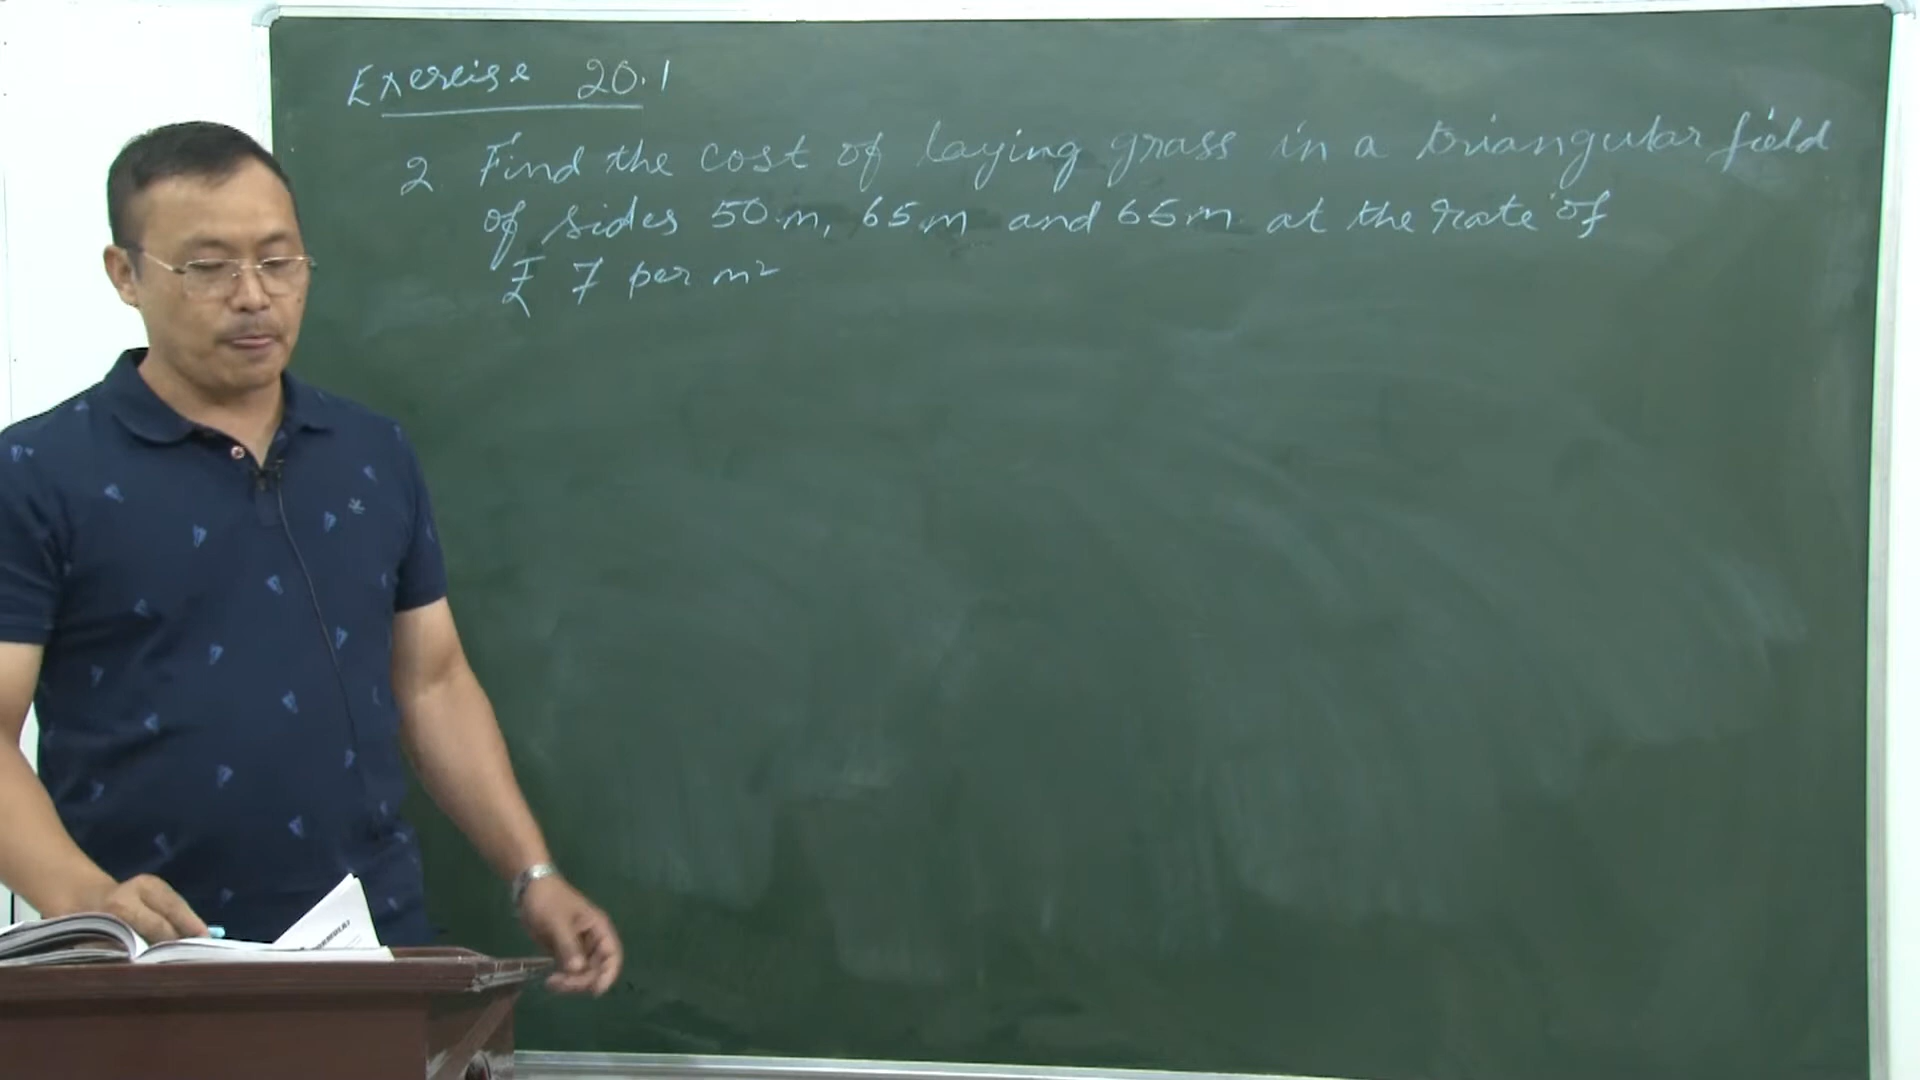 Exercise 20.1
2. Find the cost of laying grass in a triangular field
of sides 50 m, 65 m and 65 m at the rate of
₹ 7 per m²